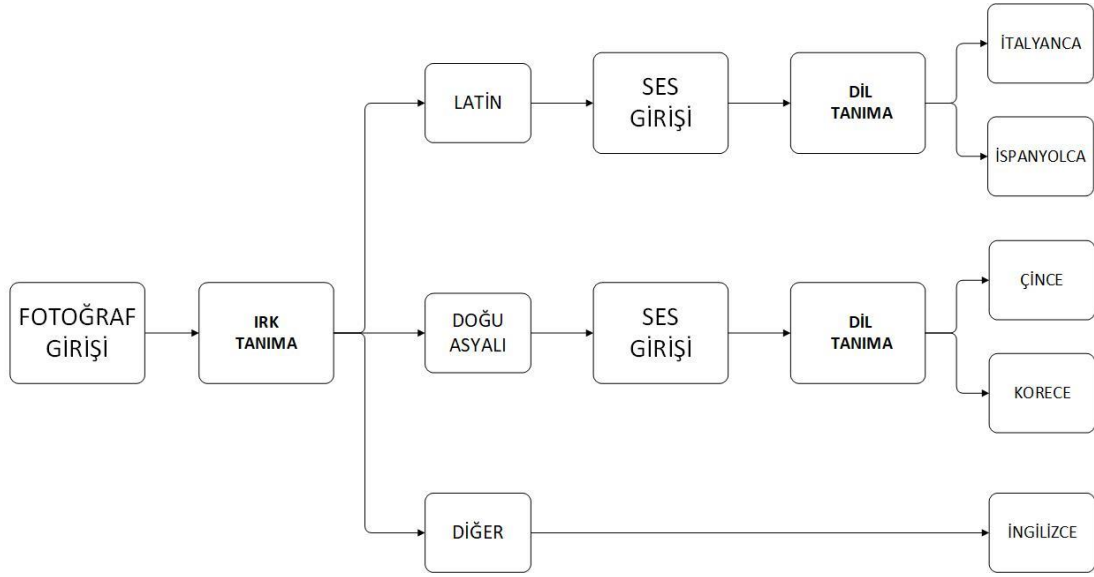 FOTOĞRAF
GİRİŞİ
IRK
TANIMA
LATİN
SES
GİRİŞİ
DİL
TANIMA
İTALYANCA
İSPANYOLCA
DOĞU
ASYALI
SES
GİRİŞİ
DİL
TANIMA
ÇİNCE
KORECE
DİĞER
İNGİLİZCE